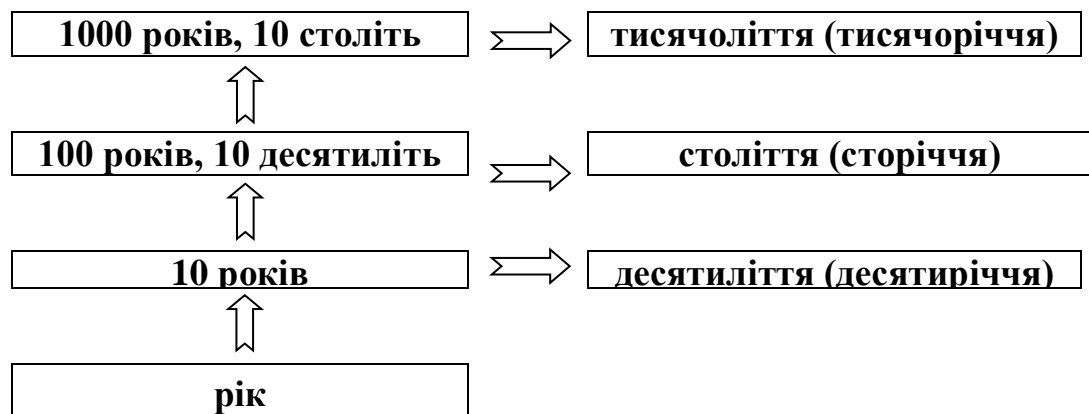 1000 років, 10 століть
тисячоліття (тисячоріччя)
100 років, 10 десятиліть
століття (сторіччя)
10 років
десятиліття (десятиріччя)
рік